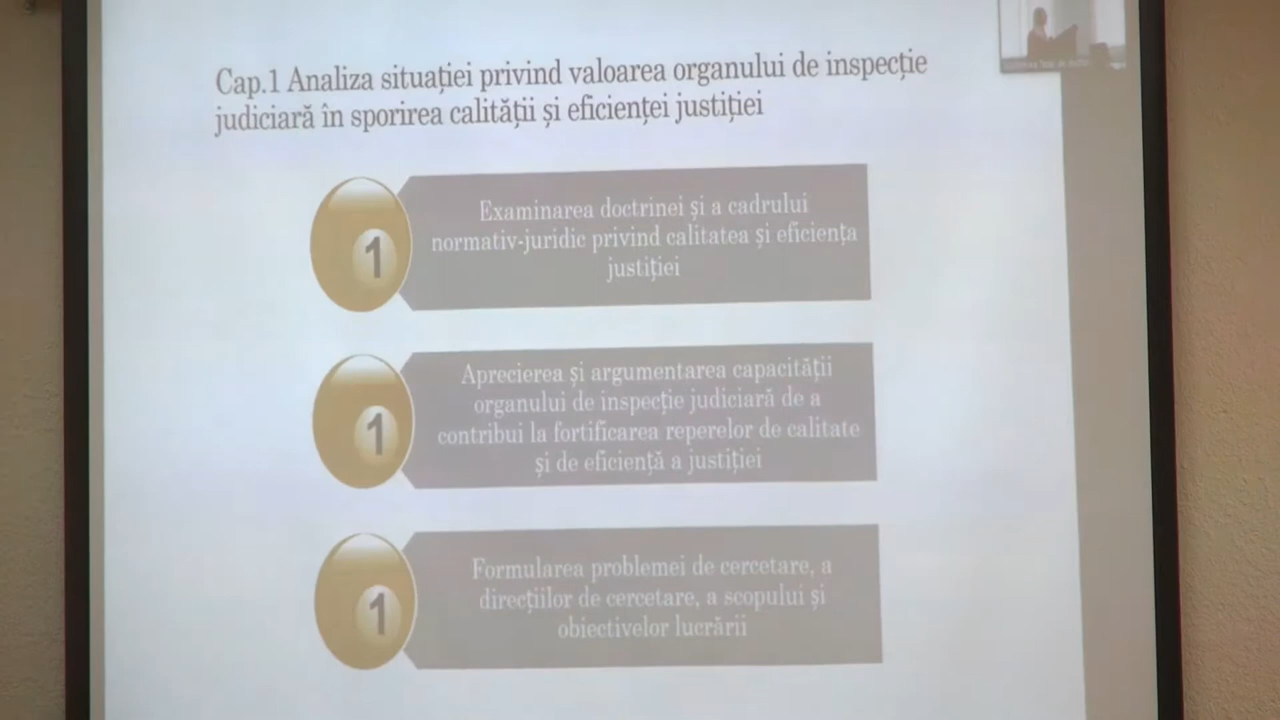 Cap.1 Analiza situației privind valoarea organului de inspecție
judiciară în sporirea calității și eficienței justiției
1
Examinarea doctrinei și a cadrului
normativ-juridic privind calitatea și eficiența
justiției
1
Aprecierea și argumentarea capacității
organului de inspecție judiciară de a
contribui la fortificarea reperelor de calitate
și de eficiență a justiției
1
Formularea problemei de cercetare, a
direcțiilor de cercetare, a scopului și
obiectivelor lucrării